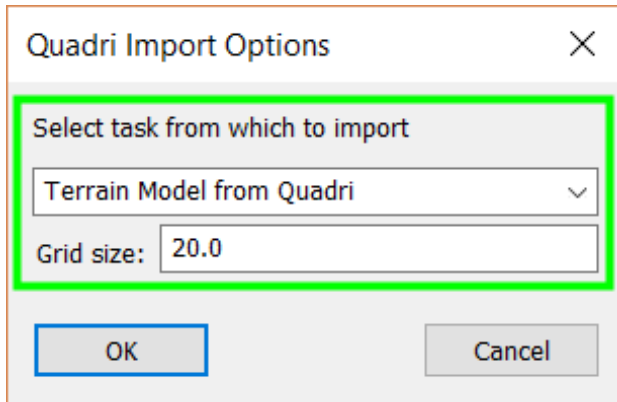 Quadri Import Options
Select task from which to import
Terrain Model from Quadri
Grid size: 20.0
OK Cancel